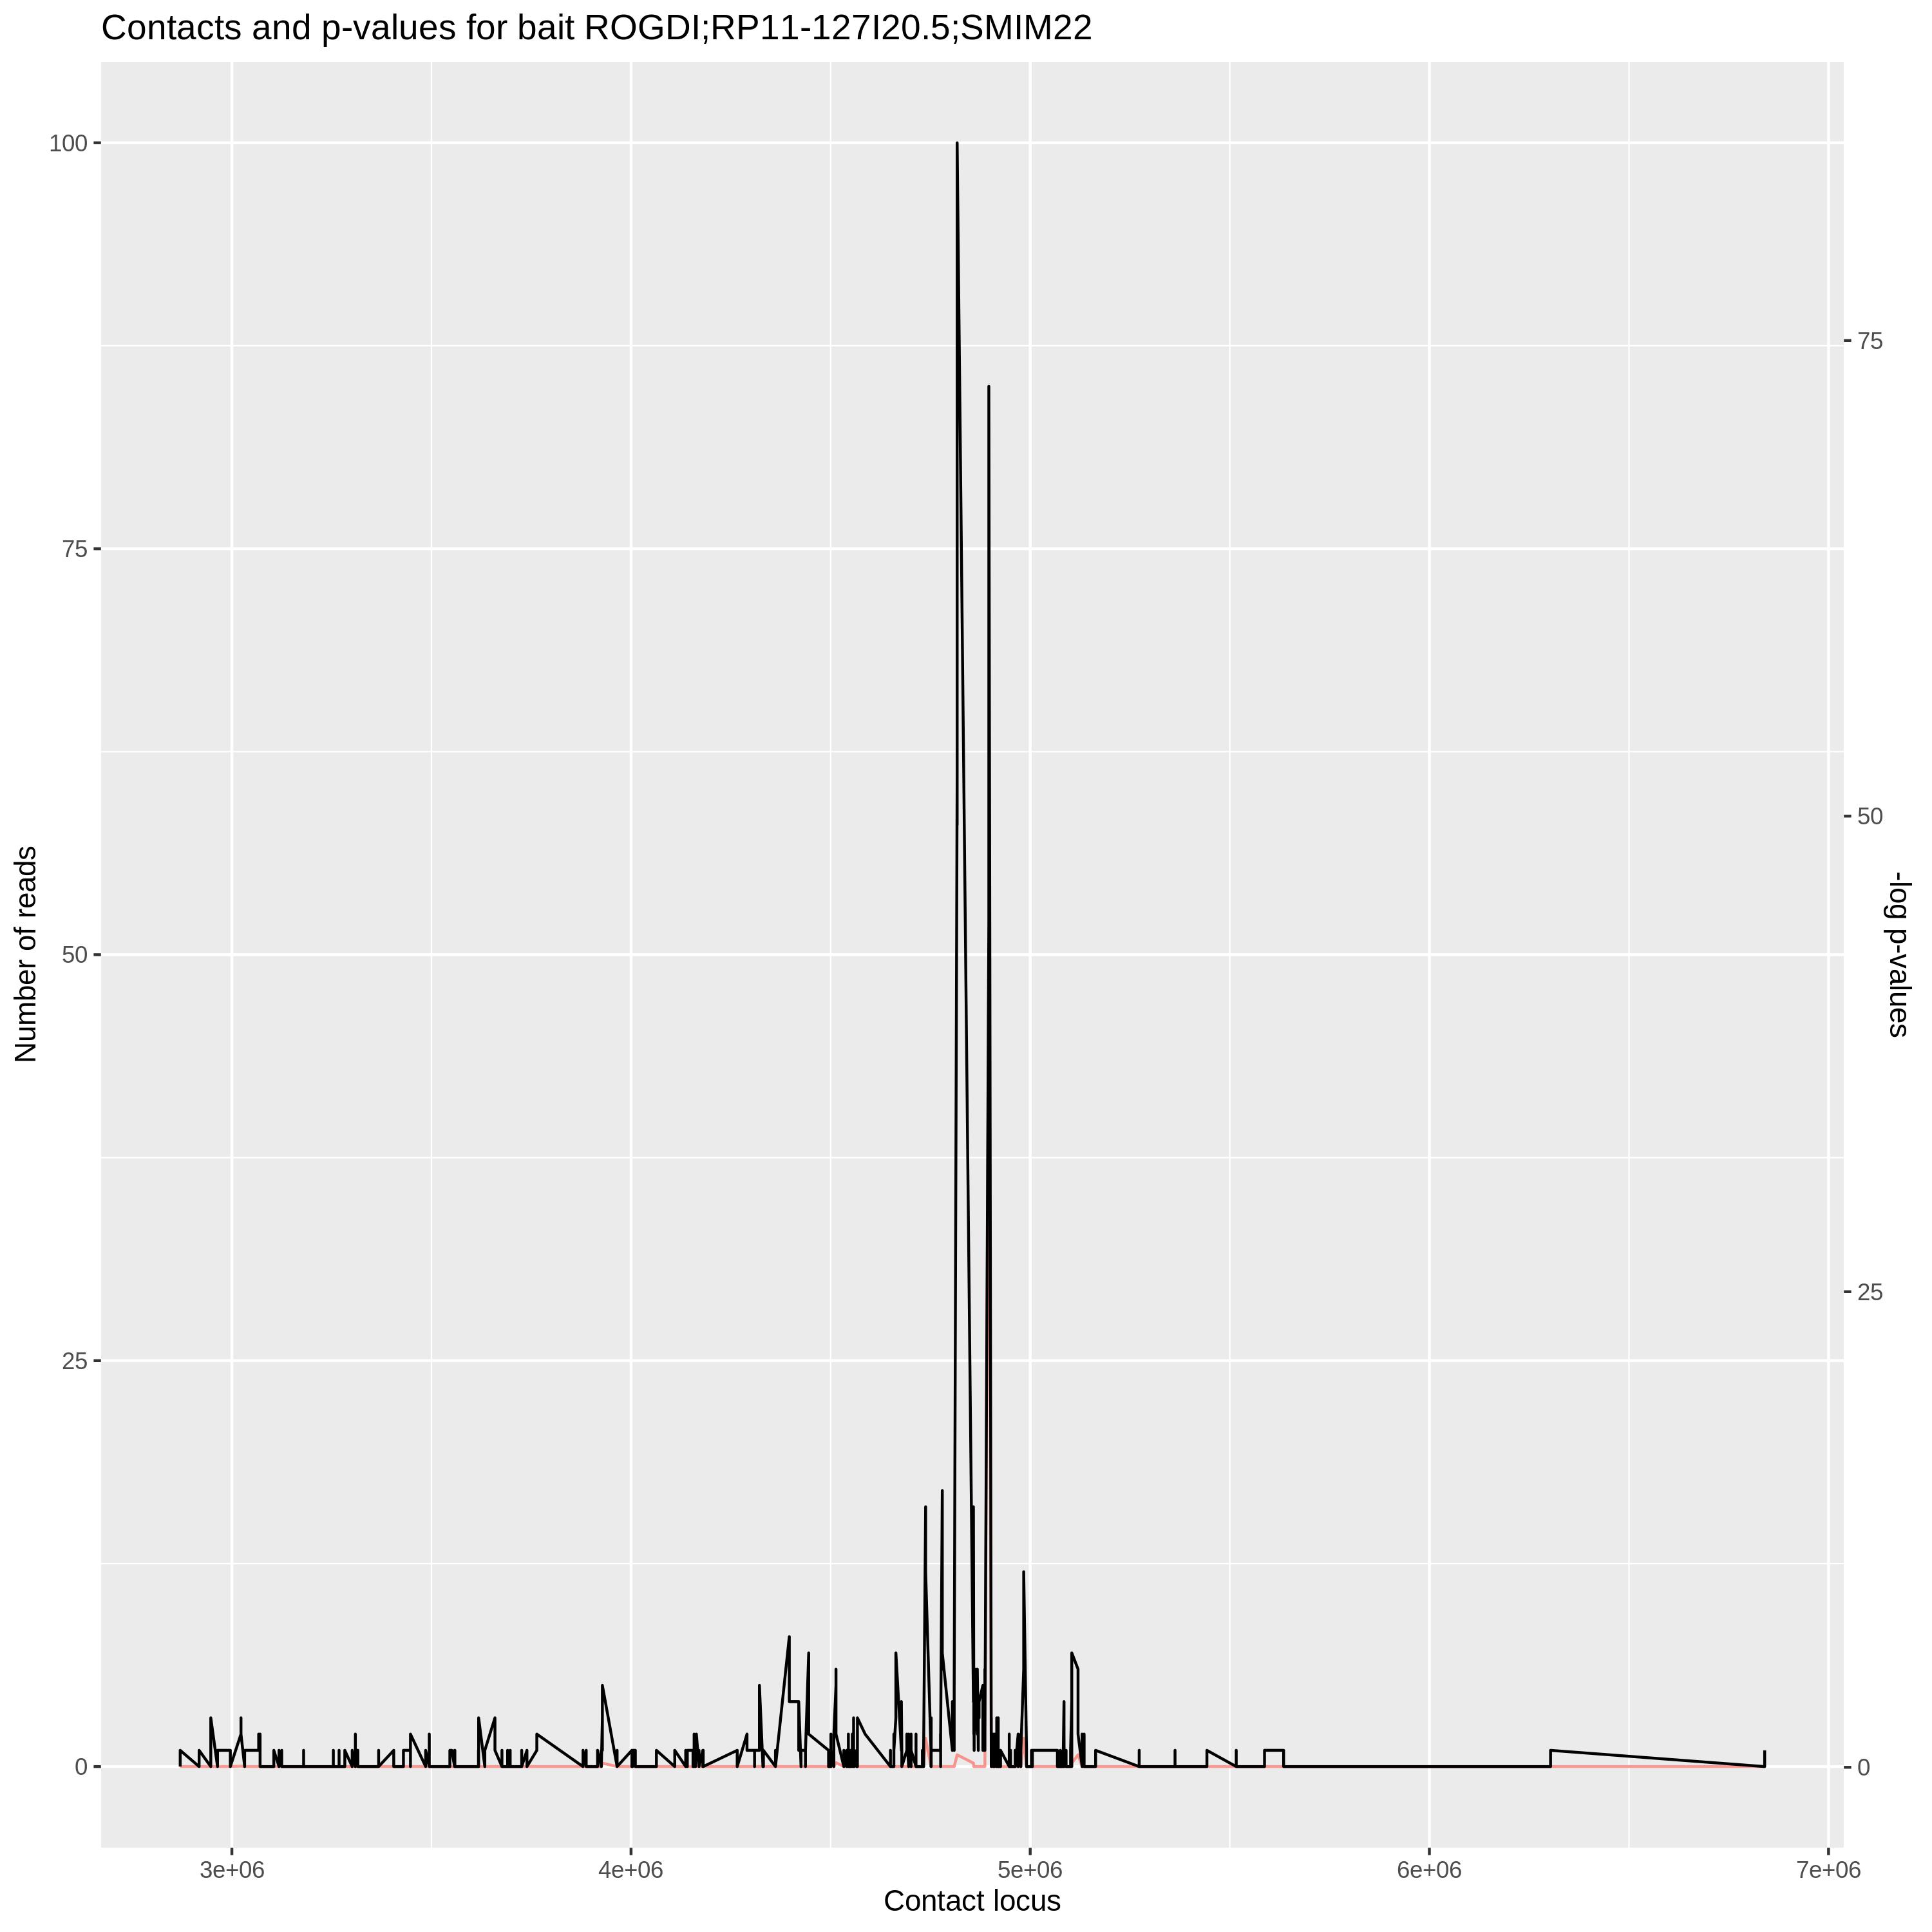 Contacts and p-values for bait ROGDI;RP11-127I20.5;SMIM22
100
75
50
25
0
Number of reads
75
50
25
0
-log p-values
3e+06
4e+06
5e+06
6e+06
7e+06
Contact locus